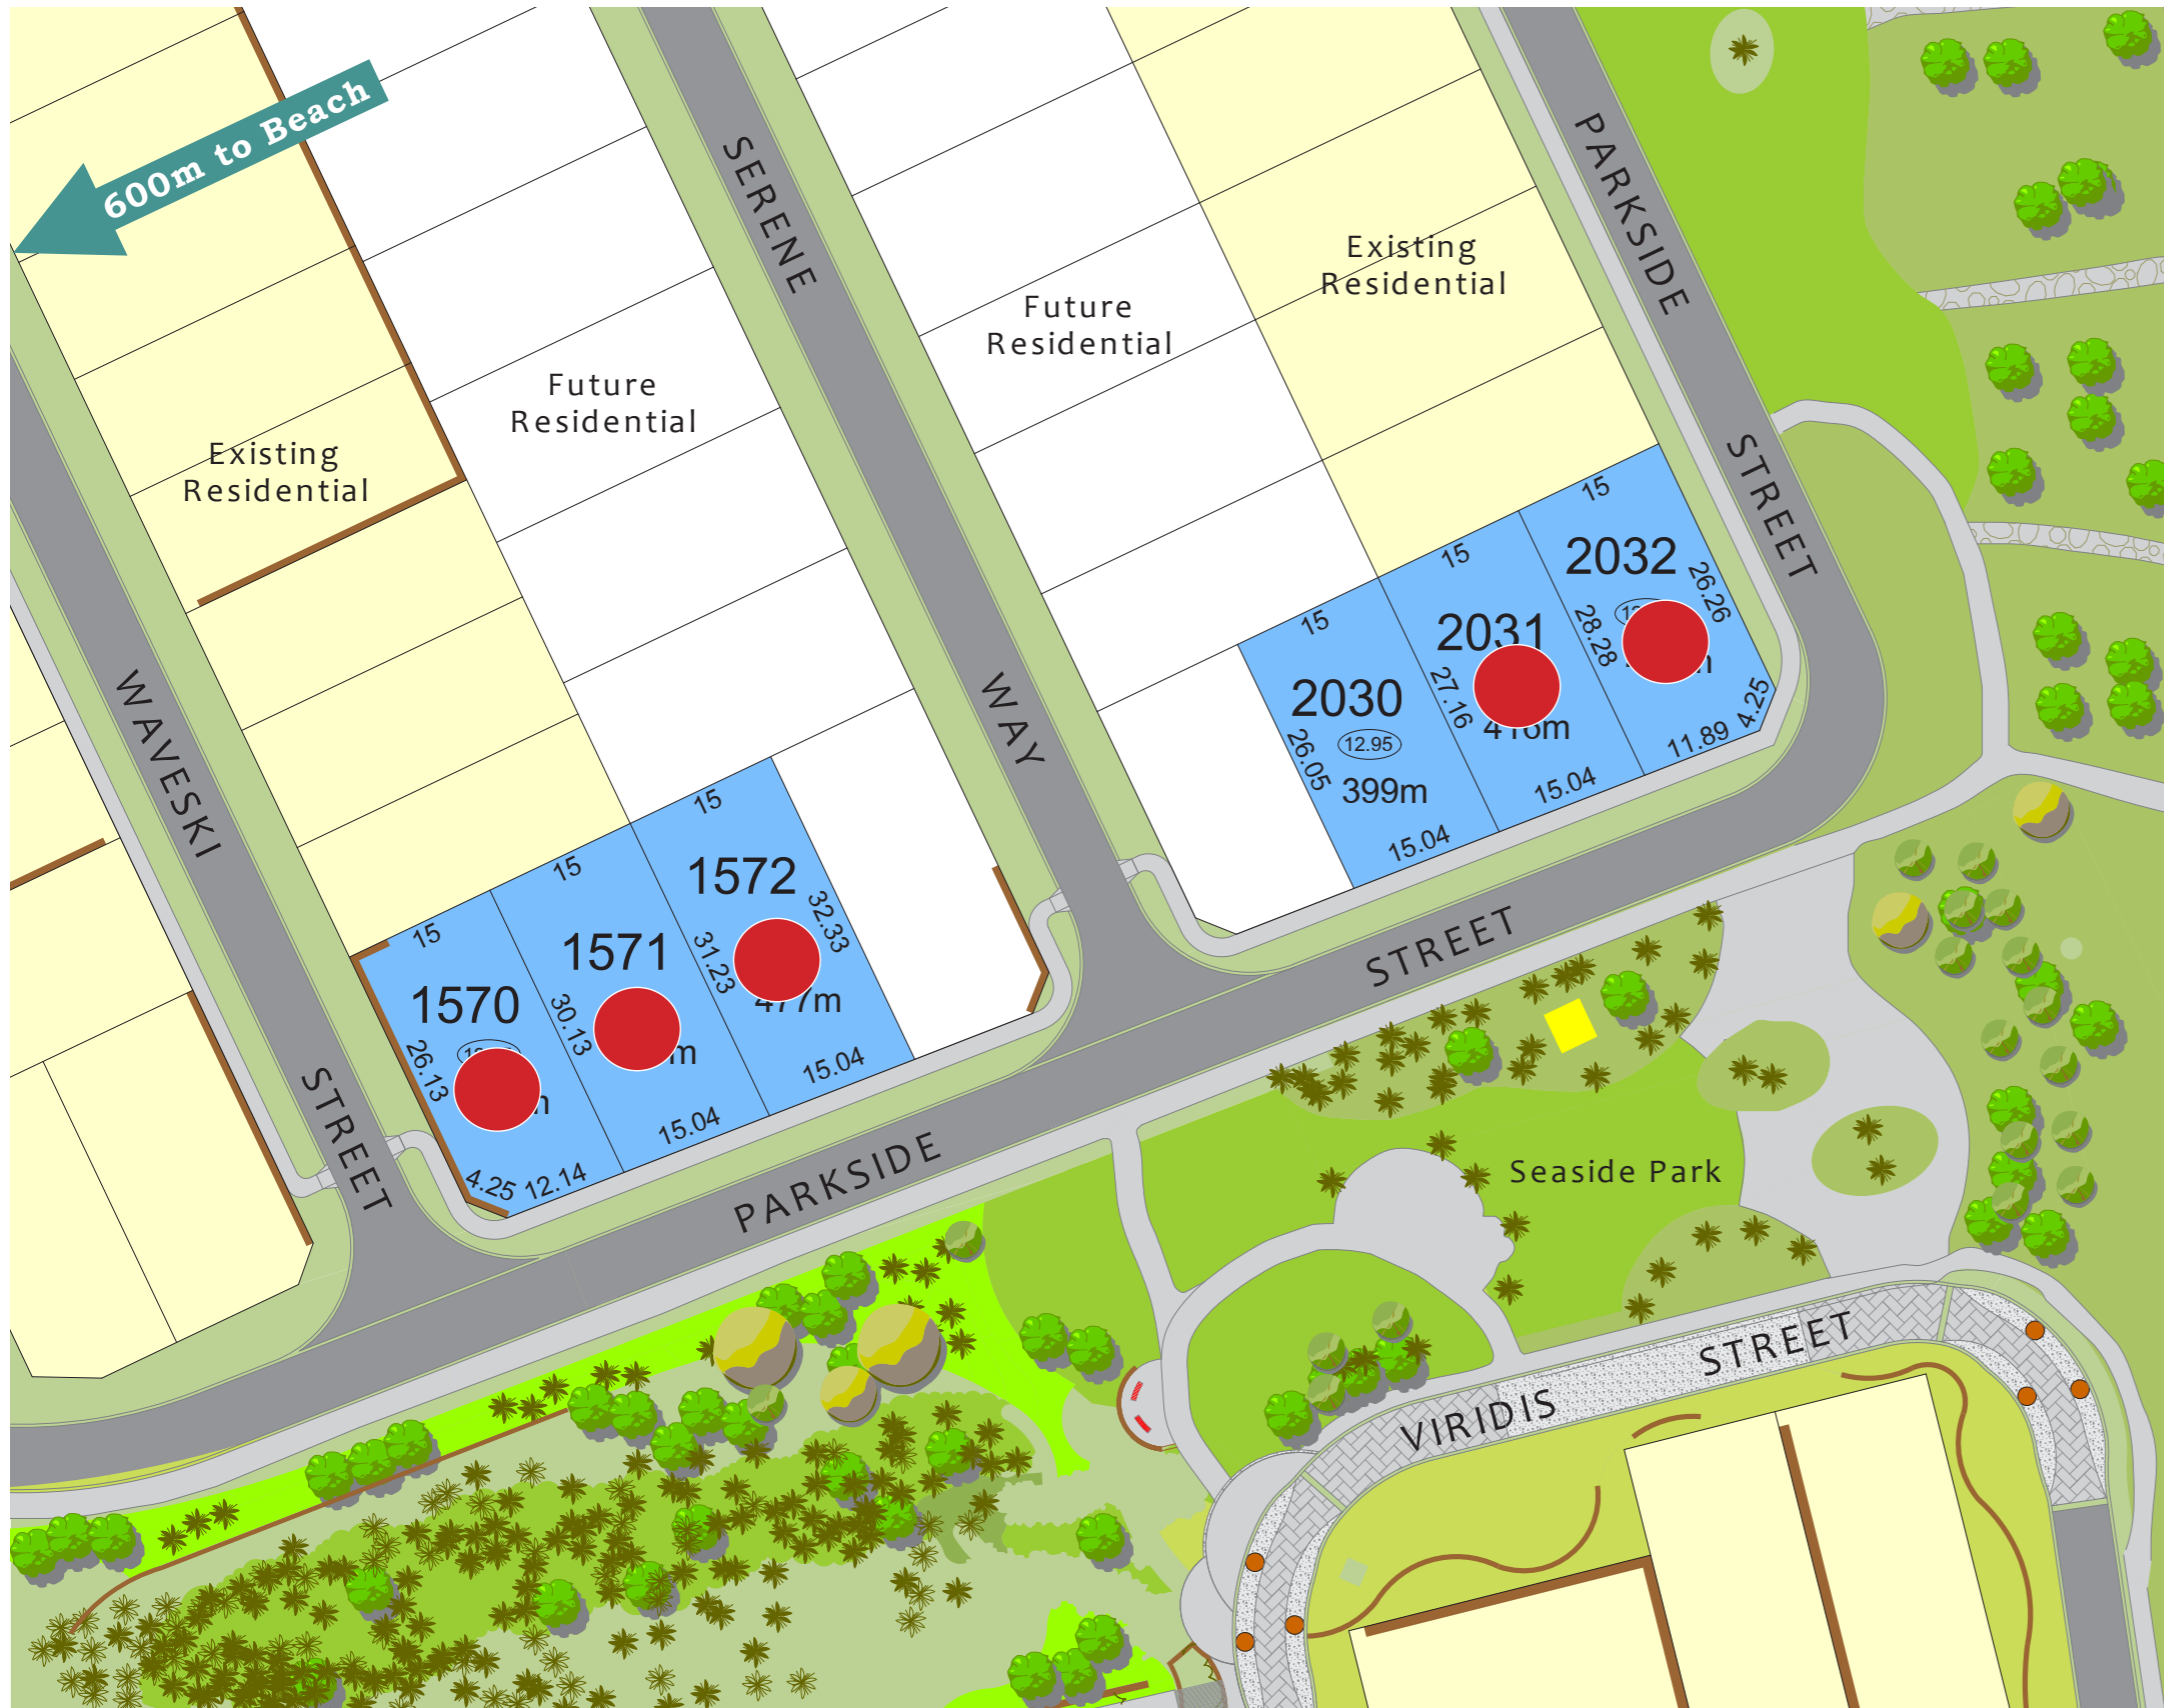 600m to Beach
SERENE
WAY
PARKSIDE
STREET
Existing
Residential
Future
Residential
Future
Residential
Existing
Residential
WAVESKI
STREET
15
2032
26.26
28.28
4.25
11.89
15
2031
27.16
416m
15.04
15
2030
12.95
26.05
399m
15.04
15
1572
32.33
31.23
477m
15.04
15
1571
30.13
m
15.04
15
1570
26.13
4.25
12.14
PARKSIDE
STREET
Seaside Park
VIRIDIS
STREET